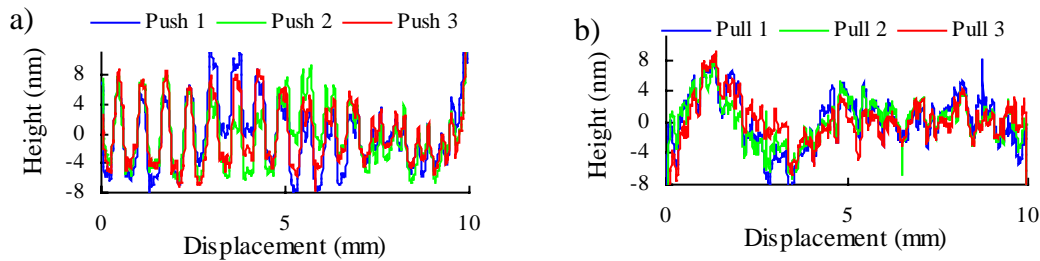 a)
Push 1 Push 2 Push 3
Height (nm)
8
4
0
-4
-8
0 5 10
Displacement (mm)
b)
Pull 1 Pull 2 Pull 3
Height (nm)
8
4
0
-4
-8
0 5 10
Displacement (mm)